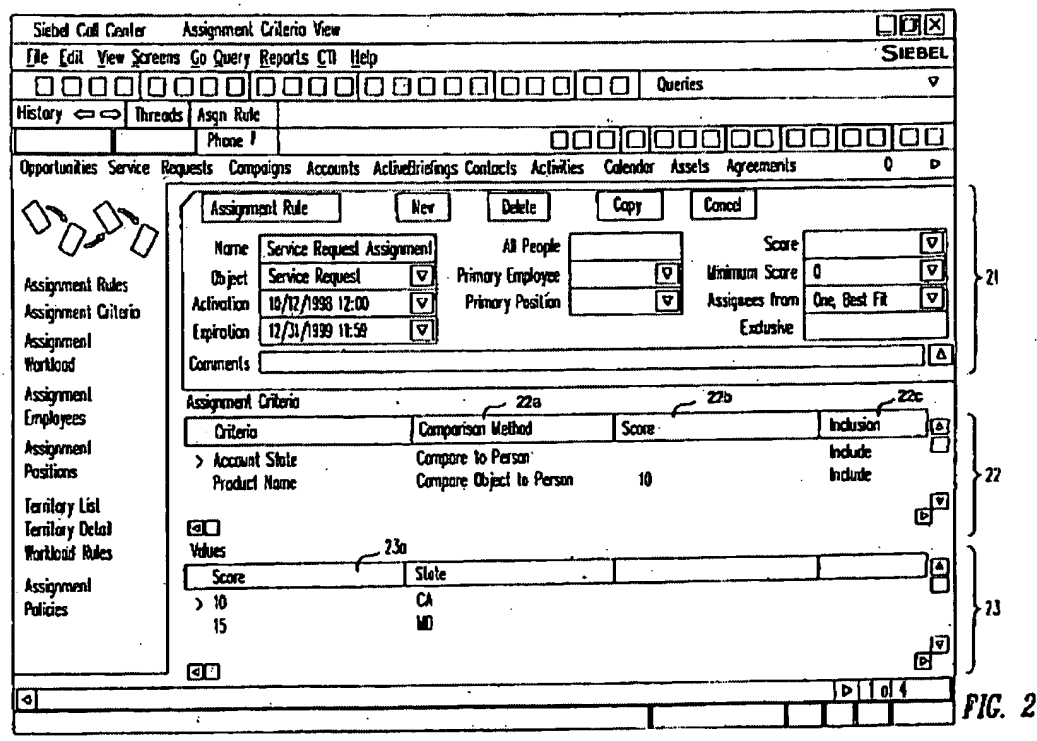 Siebel Call Center Assignment Criteria View
File Edit View Screens Go Query Reports CTI Help SIEBEL
Queries
History Threads Asgn Rule
Phone #
Opportunities Service Requests Campaigns Accounts ActiveBriefings Contacts Activities Calendar Assets Agreements 0
Assignment Rule New Delete Copy Cancel
Name Service Request Assignment All People Score
Object Service Request Primary Employee Minimum Score 0
Activation 10/12/1998 12:00 Primary Position Assignees from One, Best Fit
Expiration 12/31/1999 11:59 Exclusive
Comments
21
Assignment Rules
Assignment Criteria
Assignment
Workload
Assignment
Employees
Assignment
Positions
Territory List
Territory Detail
Workload Rules
Assignment
Policies
Assignment Criteria 22a 22b 22c
Criteria Comparison Method Score Inclusion
> Account State Compare to Person Include
Product Name Compare Object to Person 10 Include
22
Values 23a
Score State
> 10 CA
15 MD
23
1 of 4
FIG. 2